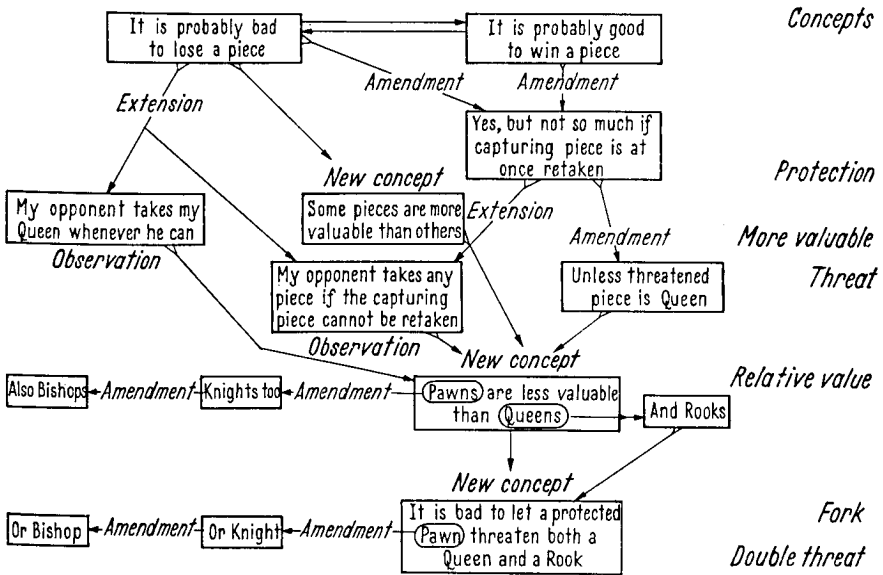 Concepts
It is probably bad
to lose a piece
It is probably good
to win a piece
Amendment
Amendment
Extension
Yes, but not so much if
capturing piece is at
once retaken
Protection
New concept
My opponent takes my
Queen whenever he can
Some pieces are more
valuable than others
Extension
Amendment
More valuable
Observation
My opponent takes any
piece if the capturing
piece cannot be retaken
Unless threatened
piece is Queen
Threat
Observation
New concept
Relative value
Also Bishops
Amendment
Knights too
Amendment
Pawns are less valuable
than Queens
And Rooks
New concept
It is bad to let a protected
Pawn threaten both a
Queen and a Rook
Or Bishop
Amendment
Or Knight
Amendment
Fork
Double threat